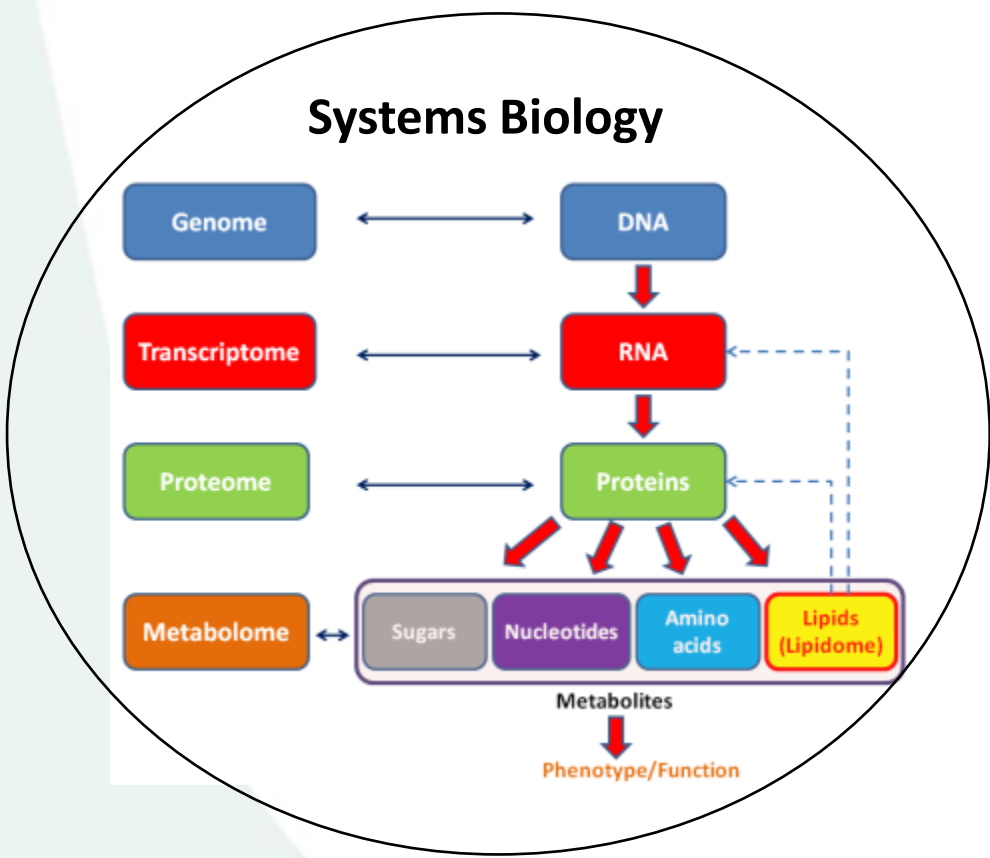 Systems Biology
Genome
DNA
Transcriptome
RNA
Proteome
Proteins
Metabolome
Sugars
Nucleotides
Amino
acids
Lipids
(Lipidome)
Metabolites
Phenotype/Function